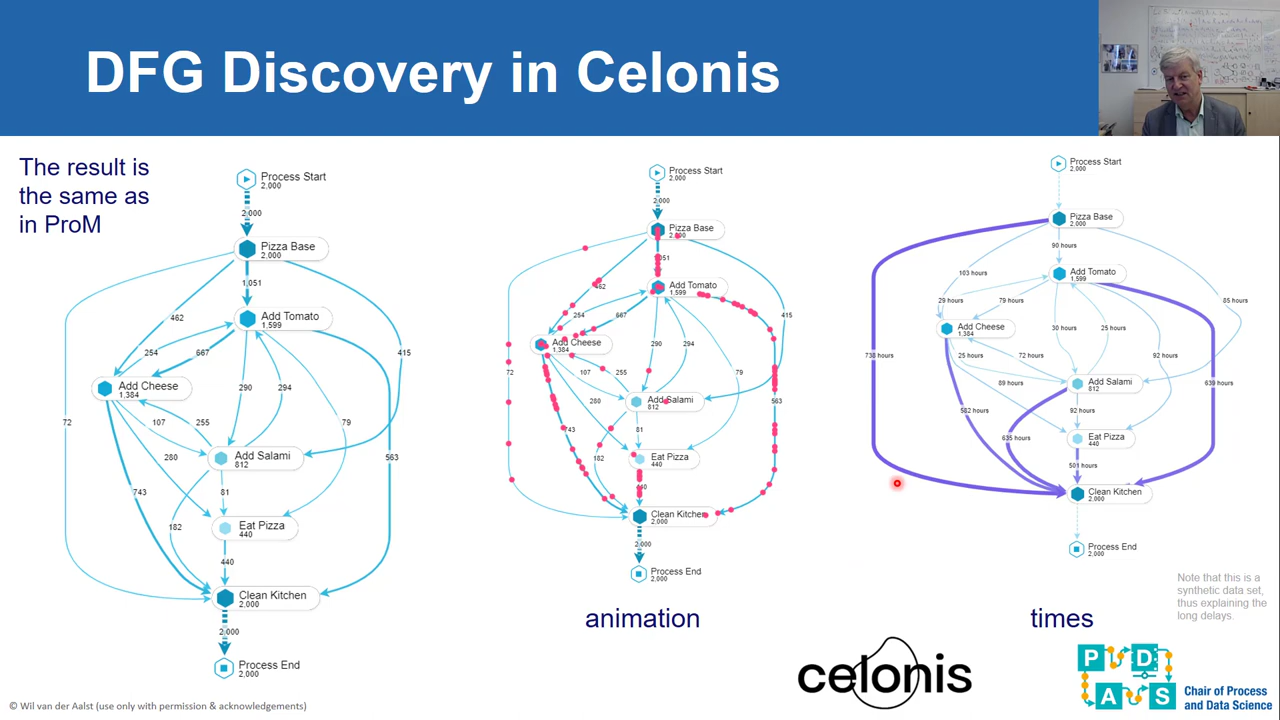 DFG Discovery in Celonis
The result is
the same as
in ProM
Process Start
2,000
2,000
Pizza Base
2,000
1,051
Add Tomato
1,599
462
254
667
415
Add Cheese
1,384
290
294
72
107
255
79
280
Add Salami
812
563
743
81
182
Eat Pizza
440
440
Clean Kitchen
2,000
2,000
Process End
2,000
Process Start
2,000
2,000
Pizza Base
Add Tomato
1,599
254
667
415
Add Cheese
1,384
290
294
72
107
255
79
280
Add Salami
812
563
743
81
182
Eat Pizza
440
Clean Kitchen
2,000
2,000
Process End
2,000
animation
Process Start
2,000
Pizza Base
2,000
90 hours
103 hours
Add Tomato
1,599
29 hours
79 hours
85 hours
Add Cheese
1,384
30 hours
25 hours
738 hours
25 hours
72 hours
92 hours
89 hours
Add Salami
812
639 hours
582 hours
92 hours
635 hours
Eat Pizza
440
501 hours
Clean Kitchen
2,000
Process End
2,000
times
Note that this is a
synthetic data set,
thus explaining the
long delays.
celonis
P D
A S
Chair of Process
and Data Science
© Wil van der Aalst (use only with permission & acknowledgements)